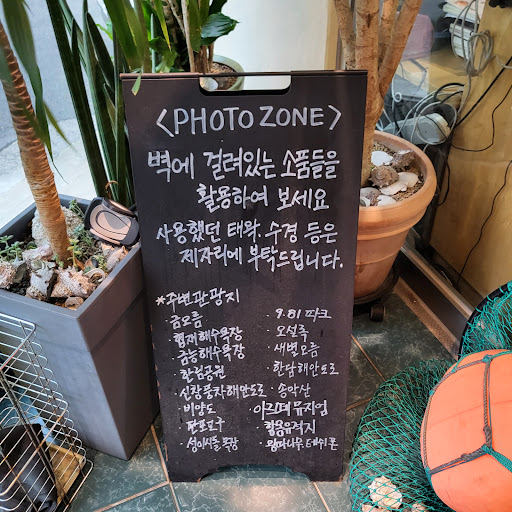 <PHOTO ZONE>
벽에 걸려있는 소품들을
활용하여 보세요
사용했던 태왁. 수경 등은
제자리에 부탁드립니다.
*주변관광지
·금오름
·협재해수욕장
·금능해수욕장
·한림공원
·신창풍차해안도로
·비양도
·판포포구
·성이시돌 목장
·9.81 파크
·오설록
·새별오름
·한담해안도로
·송악산
·아르떼뮤지엄
·항몽유적지